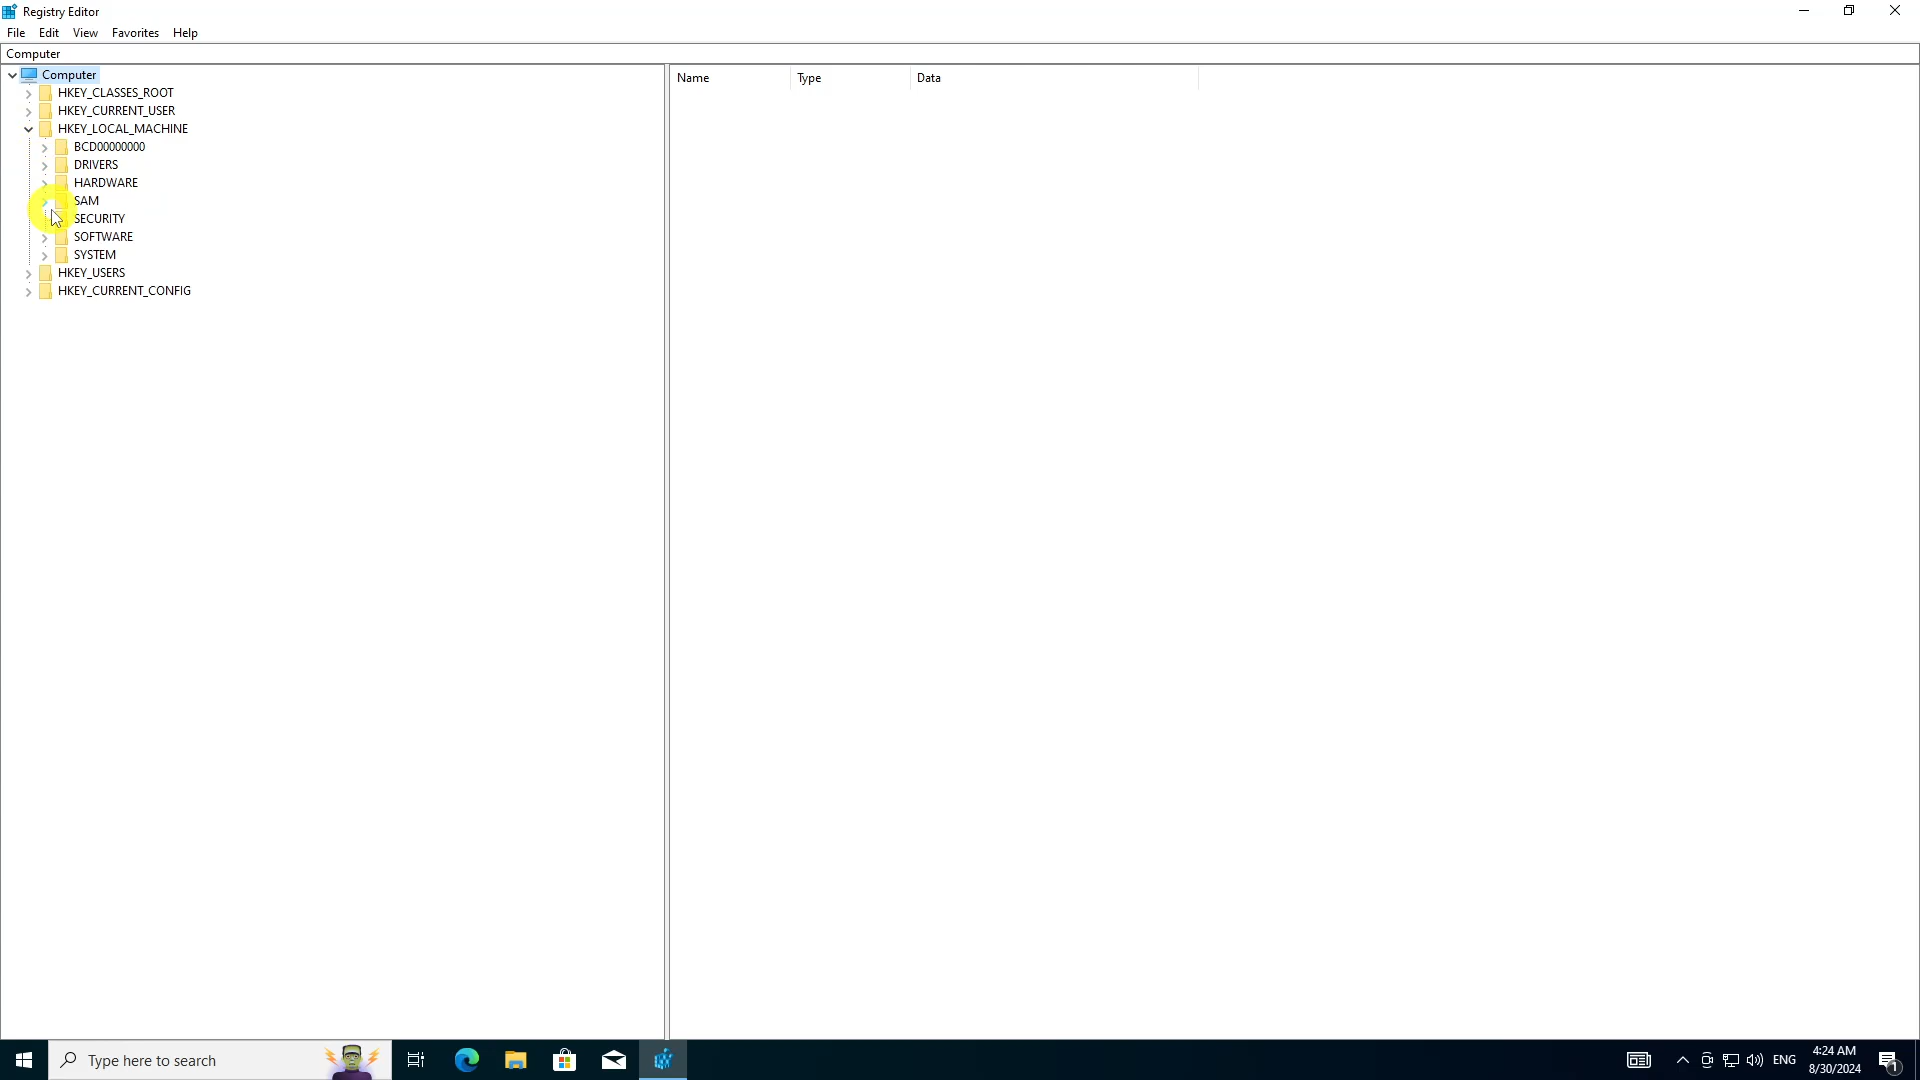 Registry Editor
File Edit View Favorites Help
Computer
Computer
HKEY_CLASSES_ROOT
HKEY_CURRENT_USER
HKEY_LOCAL_MACHINE
BCD00000000
DRIVERS
HARDWARE
SAM
SECURITY
SOFTWARE
SYSTEM
HKEY_USERS
HKEY_CURRENT_CONFIG
Name Type Data
Type here to search
ENG
4:24 AM
8/30/2024
1